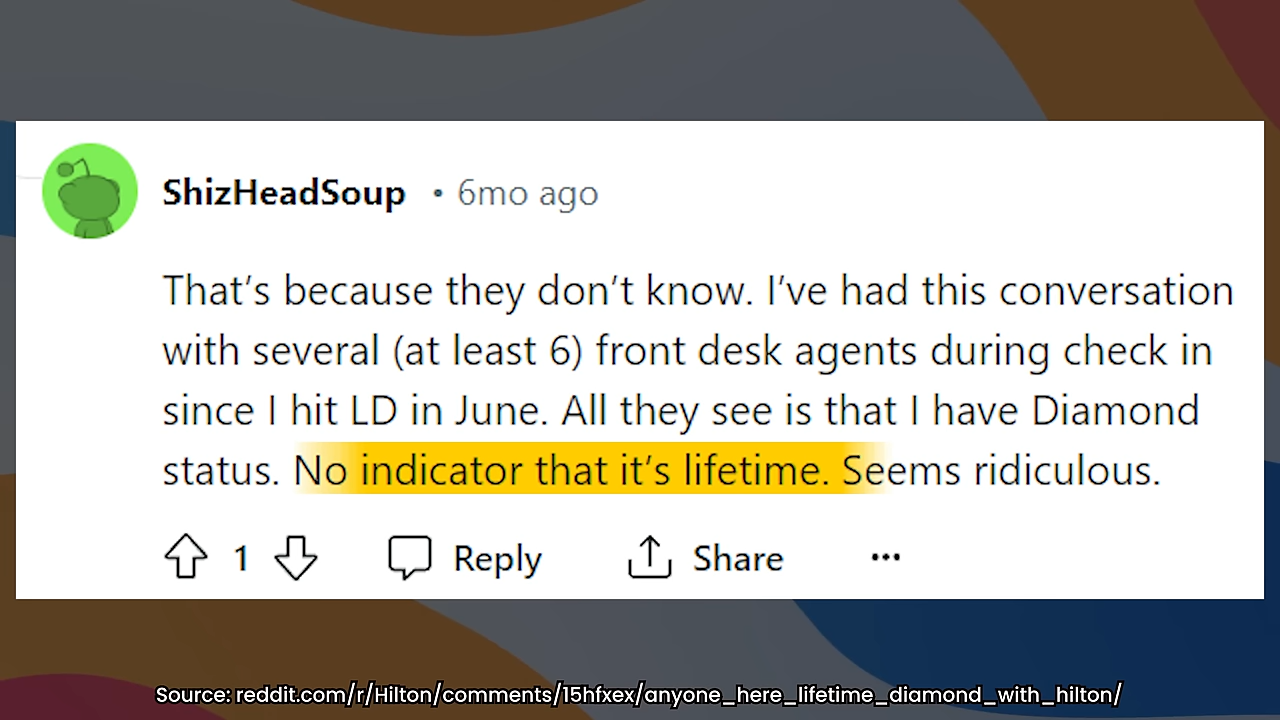 ShizHeadSoup • 6mo ago
That’s because they don’t know. I’ve had this conversation
with several (at least 6) front desk agents during check in
since I hit LD in June. All they see is that I have Diamond
status. No indicator that it’s lifetime. Seems ridiculous.
1 Reply Share ···
Source: reddit.com/r/Hilton/comments/15hfxex/anyone_here_lifetime_diamond_with_hilton/